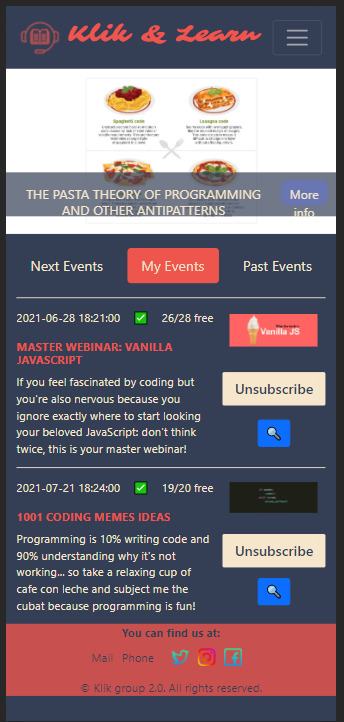 Klik & Learn
Spaghetti code
Lasagna code
THE PASTA THEORY OF PROGRAMMING
AND OTHER ANTIPATTERNS
More
info
Next Events
My Events
Past Events
2021-06-28 18:21:00 ✅ 26/28 free
Vanilla JS
MASTER WEBINAR: VANILLA
JAVASCRIPT
If you feel fascinated by coding but
you're also nervous because you
ignore exactly where to start looking
your beloved JavaScript: don't think
twice, this is your master webinar!
Unsubscribe
2021-07-21 18:24:00 ✅ 19/20 free
1001 CODING MEMES IDEAS
Programming is 10% writing code and
90% understanding why it's not
working... so take a relaxing cup of
cafe con leche and subject me the
cubat because programming is fun!
Unsubscribe
You can find us at:
Mail Phone
© Klik group 2.0. All rights reserved.